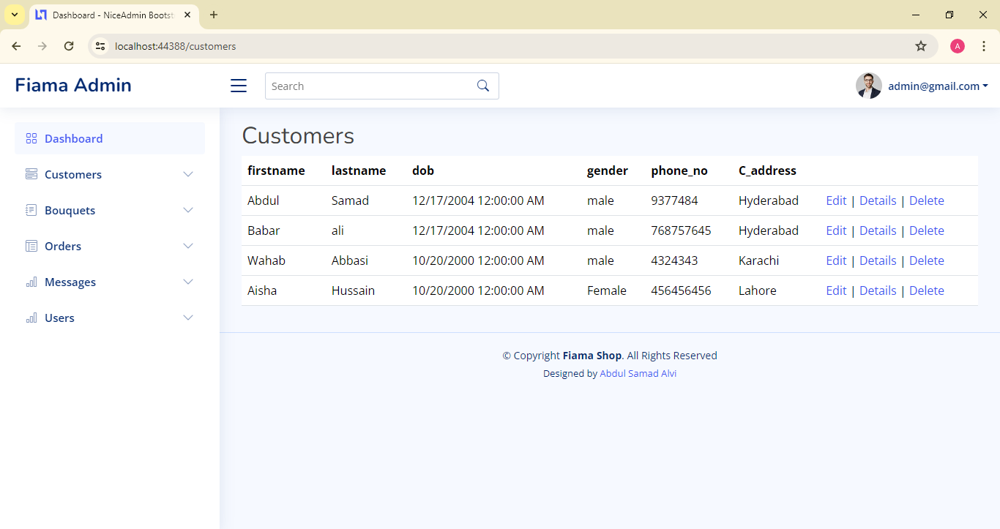 Dashboard - NiceAdmin Bootst
localhost:44388/customers
A
Fiama Admin
Search
admin@gmail.com
Dashboard
Customers
Bouquets
Orders
Messages
Users
Customers
firstname lastname dob gender phone_no C_address
Abdul Samad 12/17/2004 12:00:00 AM male 9377484 Hyderabad Edit | Details | Delete
Babar ali 12/17/2004 12:00:00 AM male 768757645 Hyderabad Edit | Details | Delete
Wahab Abbasi 10/20/2000 12:00:00 AM male 4324343 Karachi Edit | Details | Delete
Aisha Hussain 10/20/2000 12:00:00 AM Female 456456456 Lahore Edit | Details | Delete
© Copyright Fiama Shop. All Rights Reserved
Designed by Abdul Samad Alvi